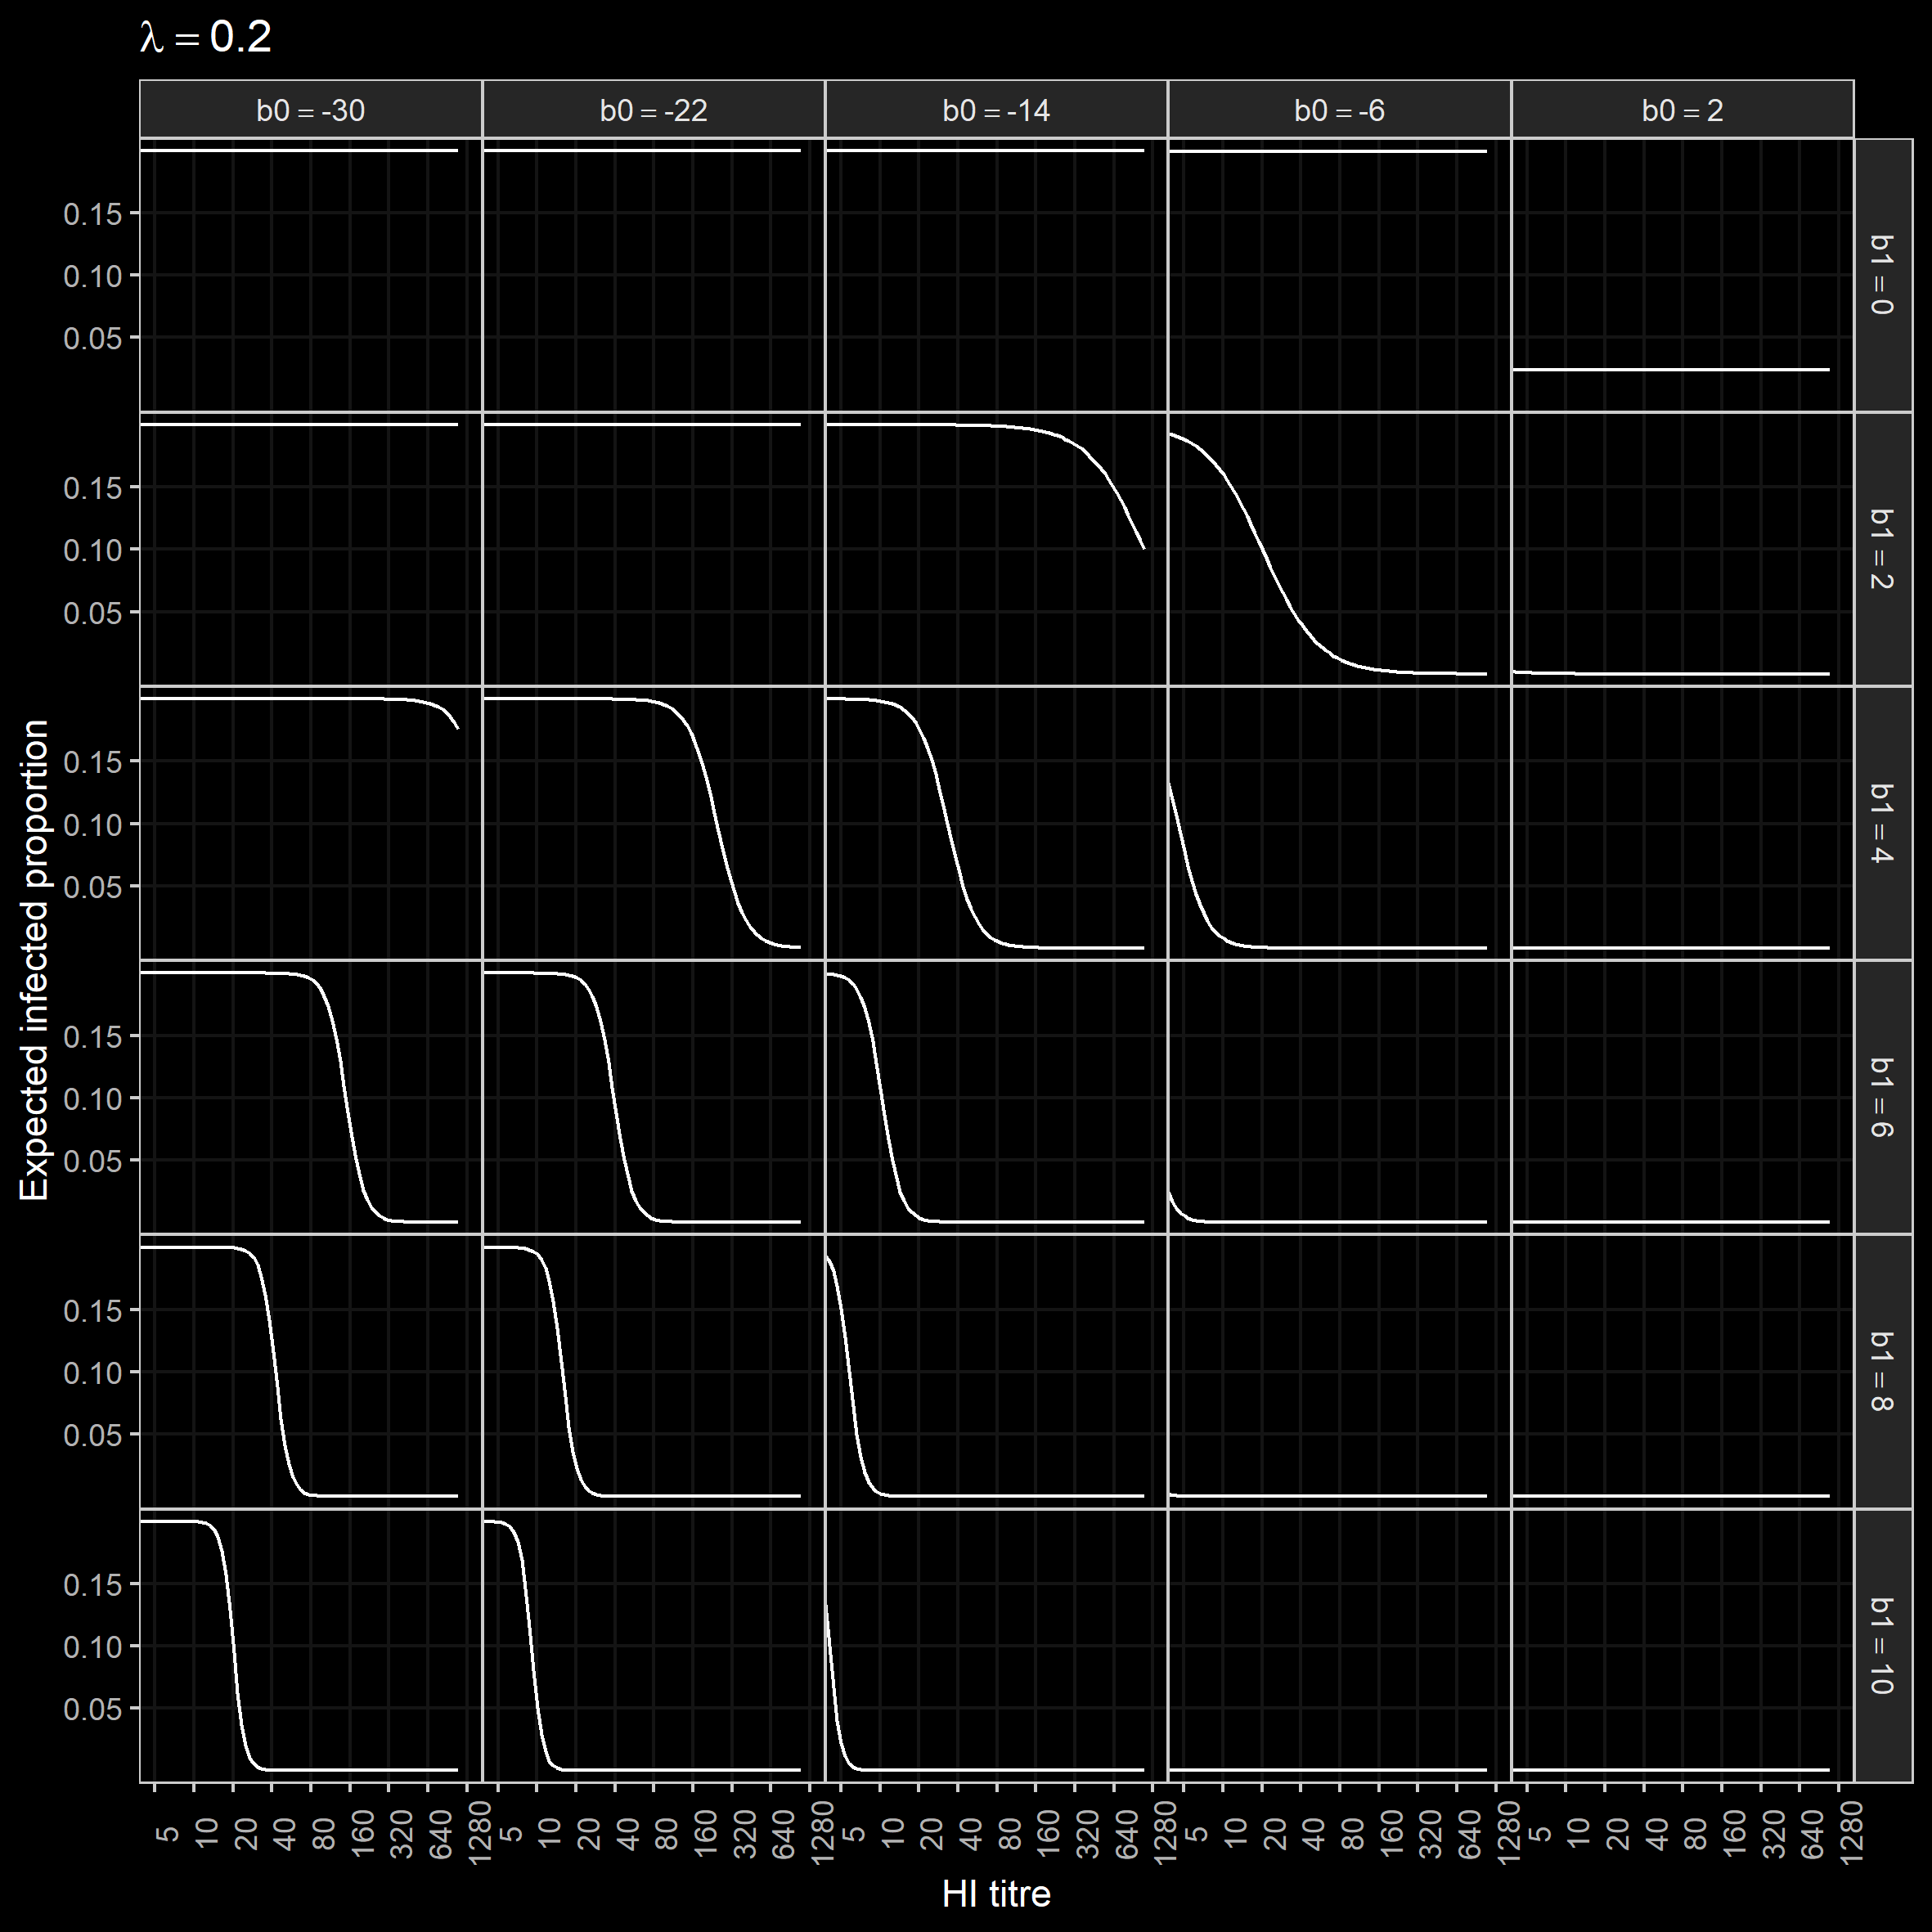 λ = 0.2
b0 = -30
b0 = -22
b0 = -14
b0 = -6
b0 = 2
0.15
0.10
0.05
b1 = 0
0.15
0.10
0.05
b1 = 2
0.15
0.10
0.05
b1 = 4
0.15
0.10
0.05
b1 = 6
0.15
0.10
0.05
b1 = 8
0.15
0.10
0.05
b1 = 10
Expected infected proportion
5 10 20 40 80 160 320 640 1280
5 10 20 40 80 160 320 640 1280
5 10 20 40 80 160 320 640 1280
5 10 20 40 80 160 320 640 1280
5 10 20 40 80 160 320 640 1280
HI titre